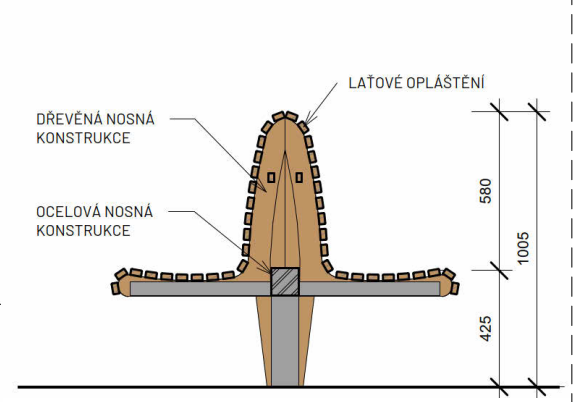 LAŤOVÉ OPLÁŠTĚNÍ
DŘEVĚNÁ NOSNÁ
KONSTRUKCE
OCELOVÁ NOSNÁ
KONSTRUKCE
580
1005
425